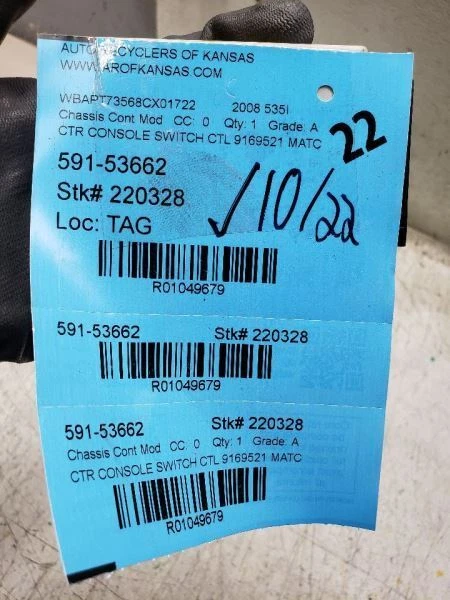 AUTO RECYCLERS OF KANSAS
WWW.AROFKANSAS.COM
WBAPT73568CX01722 2008 535I
Chassis Cont Mod CC: 0 Qty: 1 Grade: A
CTR CONSOLE SWITCH CTL 9169521 MATC
22
591-53662
Stk# 220328
Loc: TAG
✓10/22
R01049679
591-53662 Stk# 220328
R01049679
591-53662 Stk# 220328
Chassis Cont Mod CC: 0 Qty: 1 Grade: A
CTR CONSOLE SWITCH CTL 9169521 MATC
R01049679